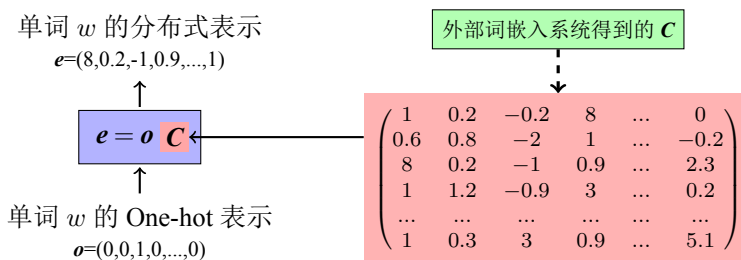 单词 w 的分布式表示
e=(8,0.2,-1,0.9,...,1)
e = o C
单词 w 的 One-hot 表示
o=(0,0,1,0,...,0)
外部词嵌入系统得到的 C
1 0.2 −0.2 8 ... 0
0.6 0.8 −2 1 ... −0.2
8 0.2 −1 0.9 ... 2.3
1 1.2 −0.9 3 ... 0.2
... ... ... ... ... ...
1 0.3 3 0.9 ... 5.1